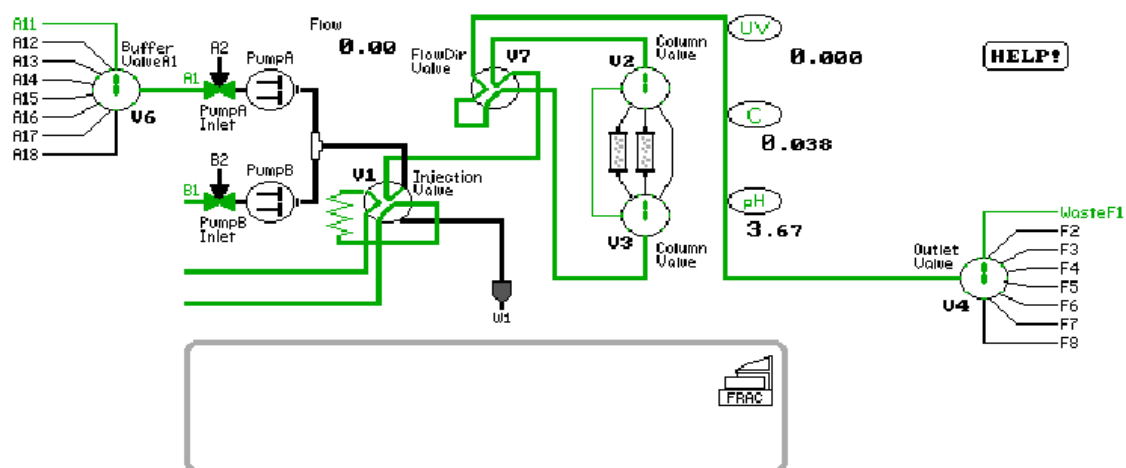 A11
A12
A13
A14
A15
A16
A17
A18
Buffer
ValveA1
V6
A2
A1
PumpA
PumpA
Inlet
B2
B1
PumpB
PumpB
Inlet
Flow
0.00
FlowDir
Valve
V7
V1
Injection
Valve
W1
V2
Column
Valve
V3
Column
Valve
UV
0.000
C
0.038
pH
3.67
HELP!
Outlet
Valve
V4
WasteF1
F2
F3
F4
F5
F6
F7
F8
FRAC